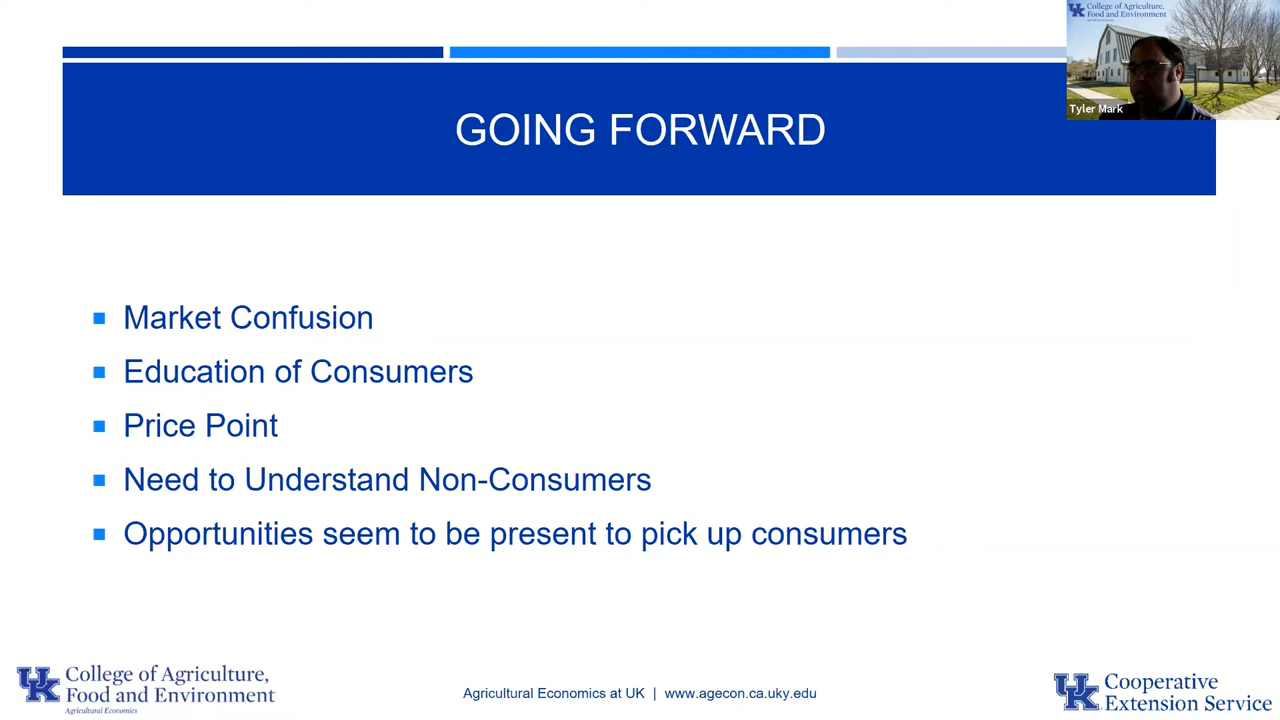 College of Agriculture,
Food and Environment
Tyler Mark
GOING FORWARD
Market Confusion
Education of Consumers
Price Point
Need to Understand Non-Consumers
Opportunities seem to be present to pick up consumers
UK
College of Agriculture,
Food and Environment
Agricultural Economics
Agricultural Economics at UK | www.agecon.ca.uky.edu
UK
Cooperative
Extension Service